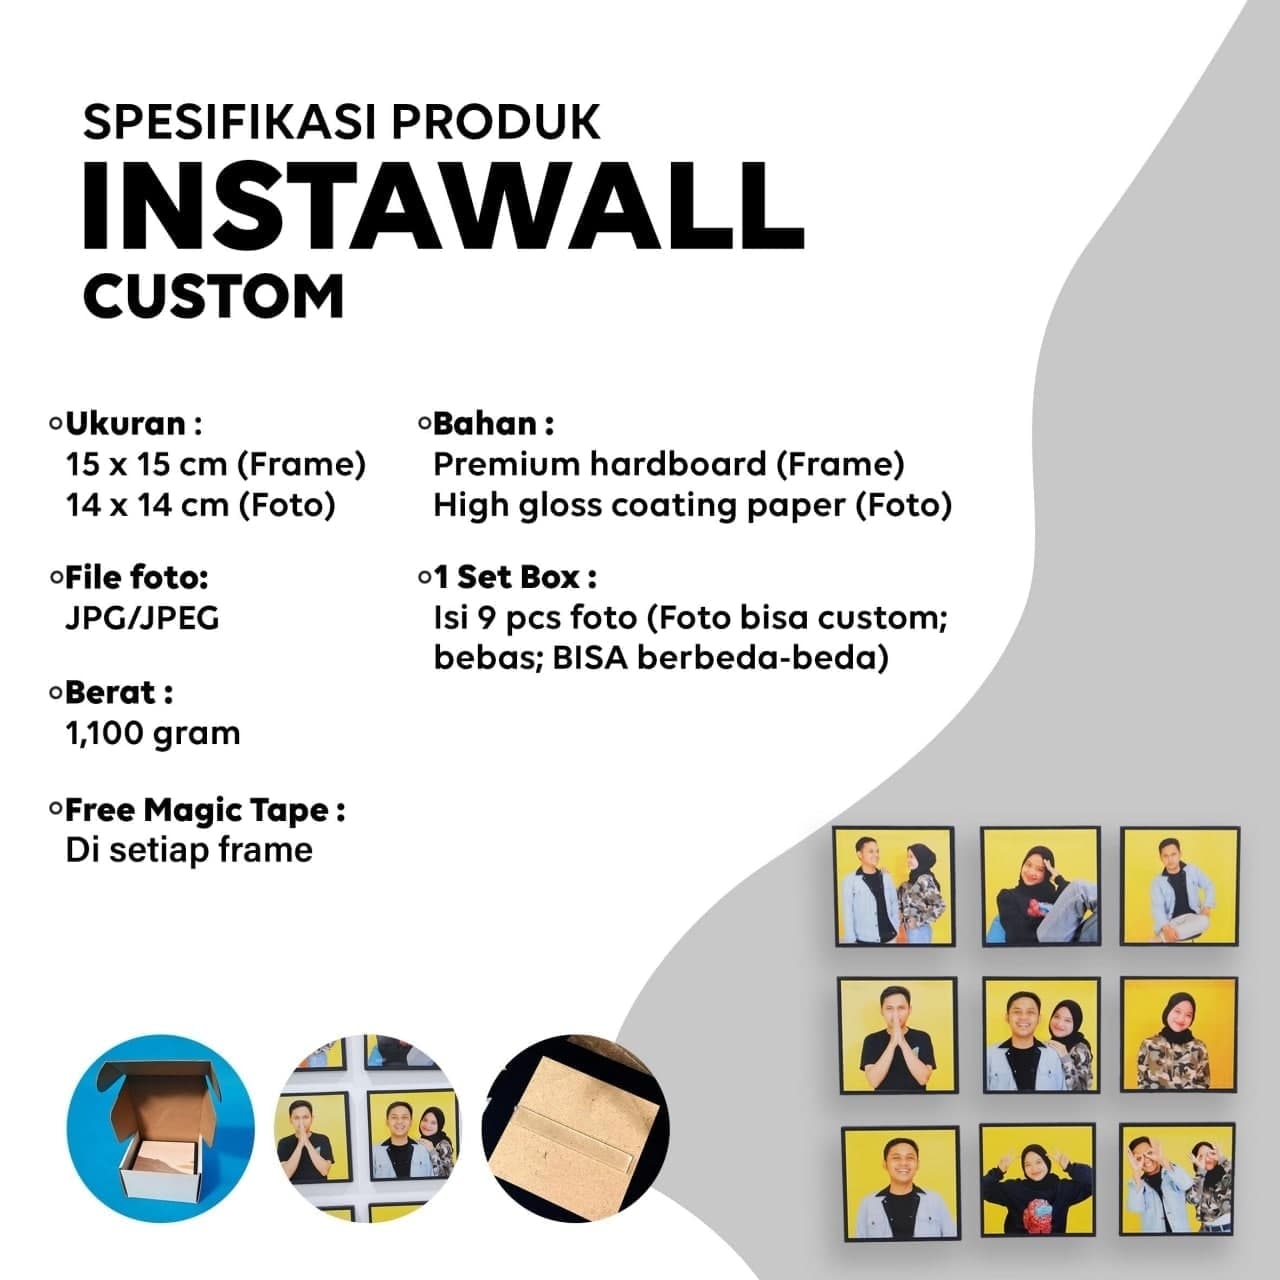 SPESIFIKASI PRODUK
INSTAWALL
CUSTOM
Ukuran :
15 x 15 cm (Frame)
14 x 14 cm (Foto)
File foto:
JPG/JPEG
Berat :
1,100 gram
Free Magic Tape :
Di setiap frame
Bahan :
Premium hardboard (Frame)
High gloss coating paper (Foto)
1 Set Box :
Isi 9 pcs foto (Foto bisa custom;
bebas; BISA berbeda-beda)